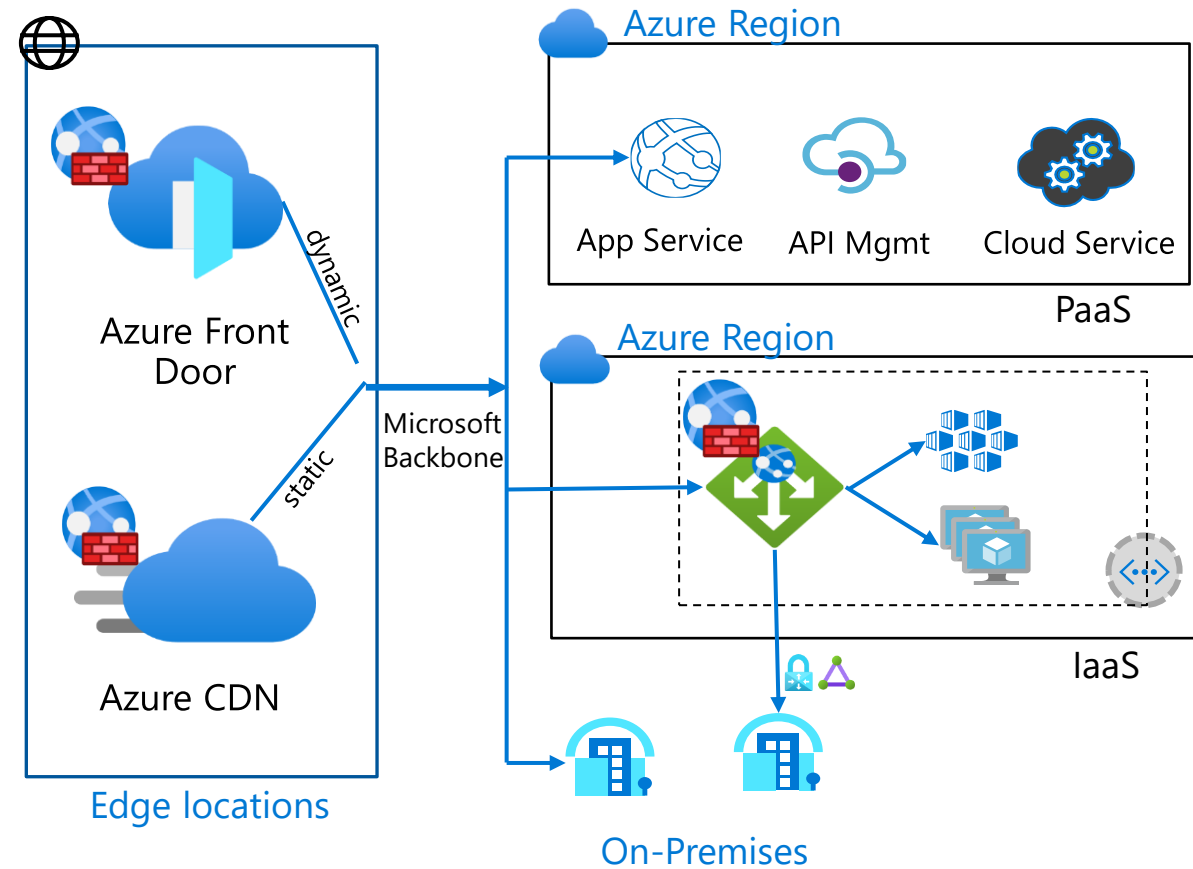 Azure Region
App Service
API Mgmt
Cloud Service
PaaS
dynamic
Azure Front
Door
Azure Region
Microsoft
Backbone
static
IaaS
Azure CDN
Edge locations
On-Premises